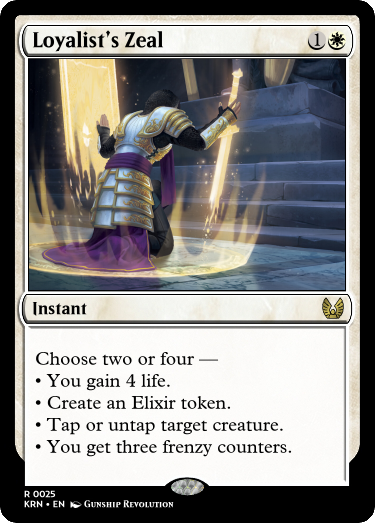 Loyalist's Zeal 1
Instant
Choose two or four —
• You gain 4 life.
• Create an Elixir token.
• Tap or untap target creature.
• You get three frenzy counters.
R 0025
KRN • EN Gunship Revolution